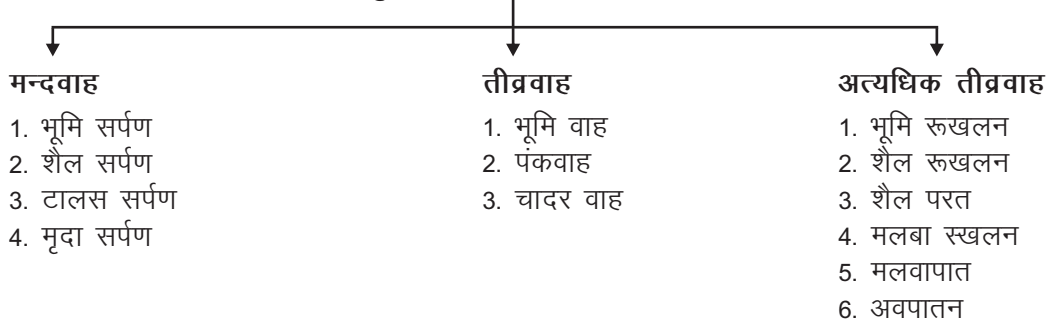 मन्दवाह
1. भूमि सर्पण
2. शैल सर्पण
3. टालस सर्पण
4. मृदा सर्पण
तीव्रवाह
1. भूमि वाह
2. पंकवाह
3. चादर वाह
अत्यधिक तीव्रवाह
1. भूमि रूखलन
2. शैल रूखलन
3. शैल परत
4. मलबा स्खलन
5. मलवापात
6. अवपातन